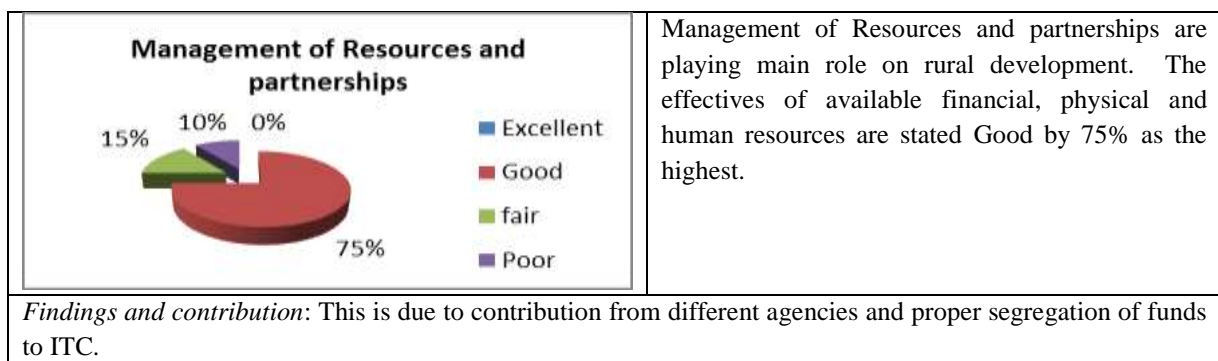 Management of Resources and
partnerships
10% 0%
15%
75%
Excellent
Good
fair
Poor
Management of Resources and partnerships are
playing main role on rural development. The
effectives of available financial, physical and
human resources are stated Good by 75% as the
highest.
Findings and contribution: This is due to contribution from different agencies and proper segregation of funds
to ITC.